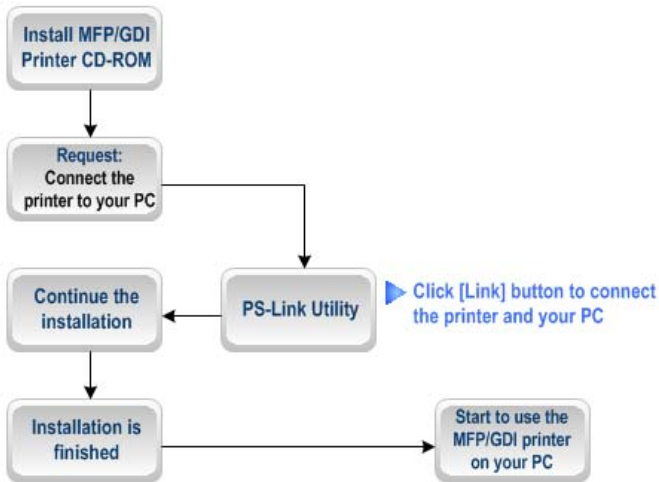 Install MFP/GDI
Printer CD-ROM
Request:
Connect the
printer to your PC
PS-Link Utility
Click [Link] button to connect
the printer and your PC
Continue the
installation
Installation is
finished
Start to use the
MFP/GDI printer
on your PC